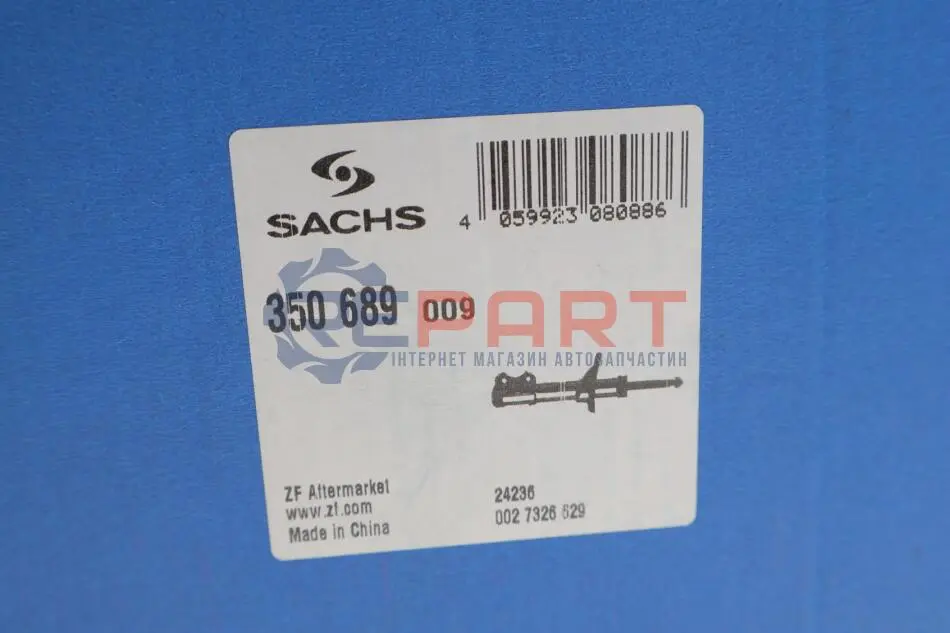 SACHS
4 059923 080886
350 689 009
PEPART
ІНТЕРНЕТ МАГАЗИН АВТОЗАПЧАСТИН
ZF Aftermarket
www.zf.com
Made in China
24236
002 7326 629